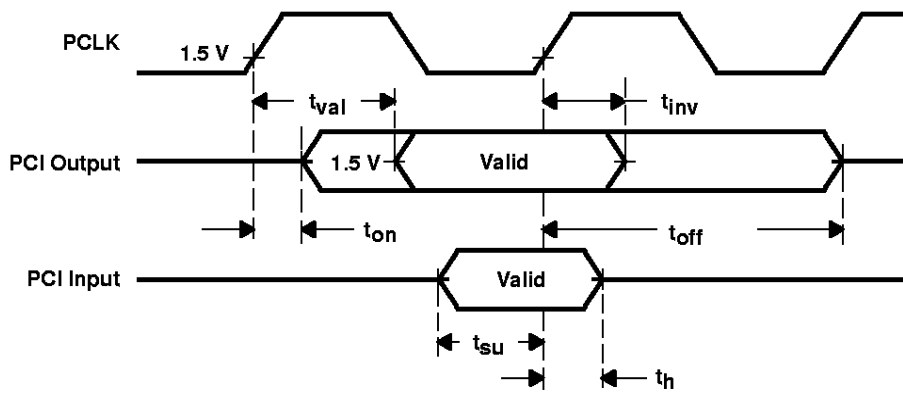 PCLK
1.5 V
tval
tinv
PCI Output
1.5 V
Valid
ton
toff
PCI Input
Valid
tsu
th